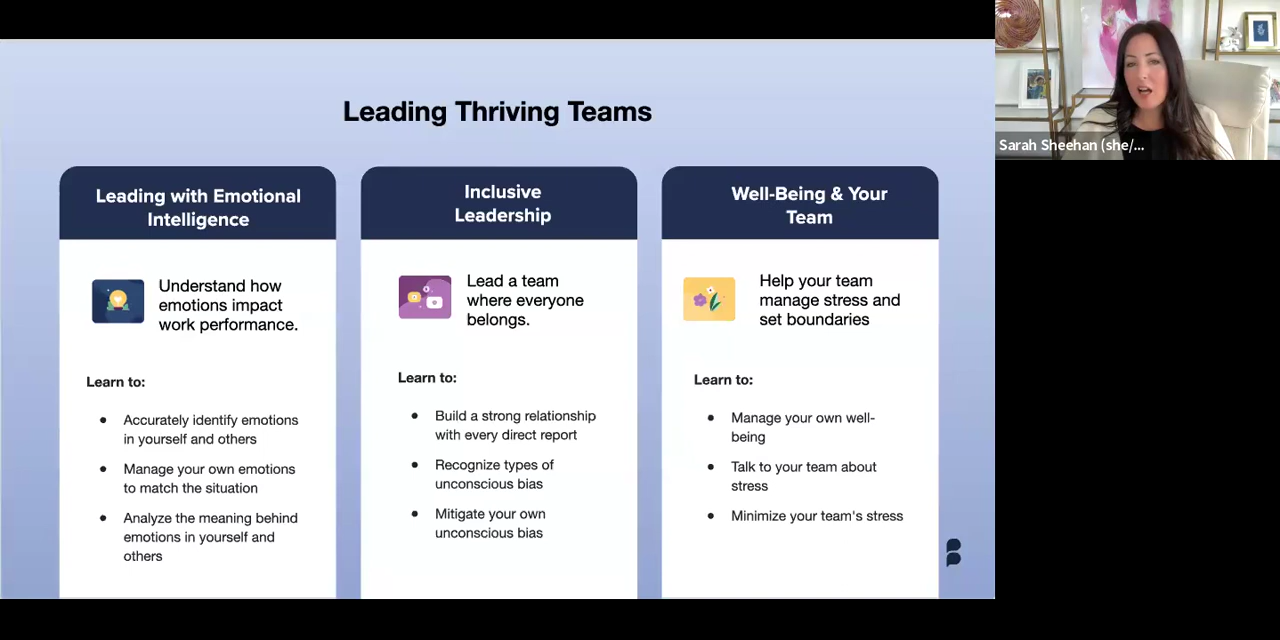 Leading Thriving Teams
Leading with Emotional
Intelligence
Understand how
emotions impact
work performance.
Learn to:
● Accurately identify emotions
in yourself and others
● Manage your own emotions
to match the situation
● Analyze the meaning behind
emotions in yourself and
others
Inclusive
Leadership
Lead a team
where everyone
belongs.
Learn to:
● Build a strong relationship
with every direct report
● Recognize types of
unconscious bias
● Mitigate your own
unconscious bias
Well-Being & Your
Team
Help your team
manage stress and
set boundaries
Learn to:
● Manage your own well-
being
● Talk to your team about
stress
● Minimize your team's stress
Sarah Sheehan (she/...